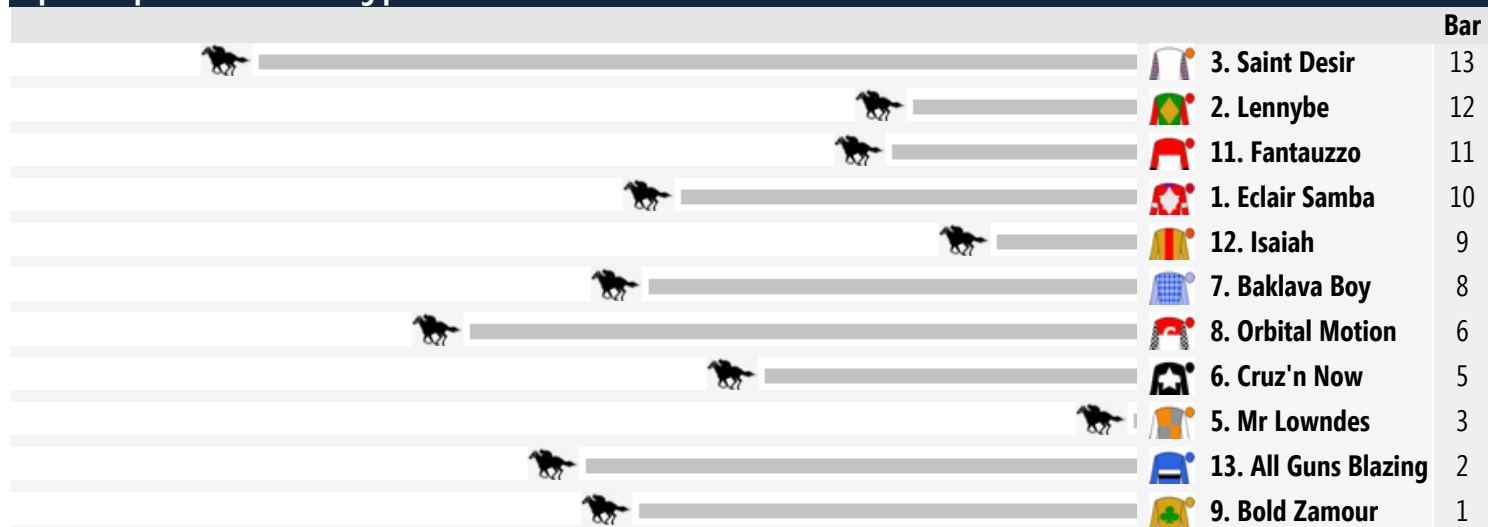 Bar
3. Saint Desir 13
2. Lennybe 12
11. Fantauzzo 11
1. Eclair Samba 10
12. Isaiah 9
7. Baklava Boy 8
8. Orbital Motion 6
6. Cruz'n Now 5
5. Mr Lowndes 3
13. All Guns Blazing 2
9. Bold Zamour 1